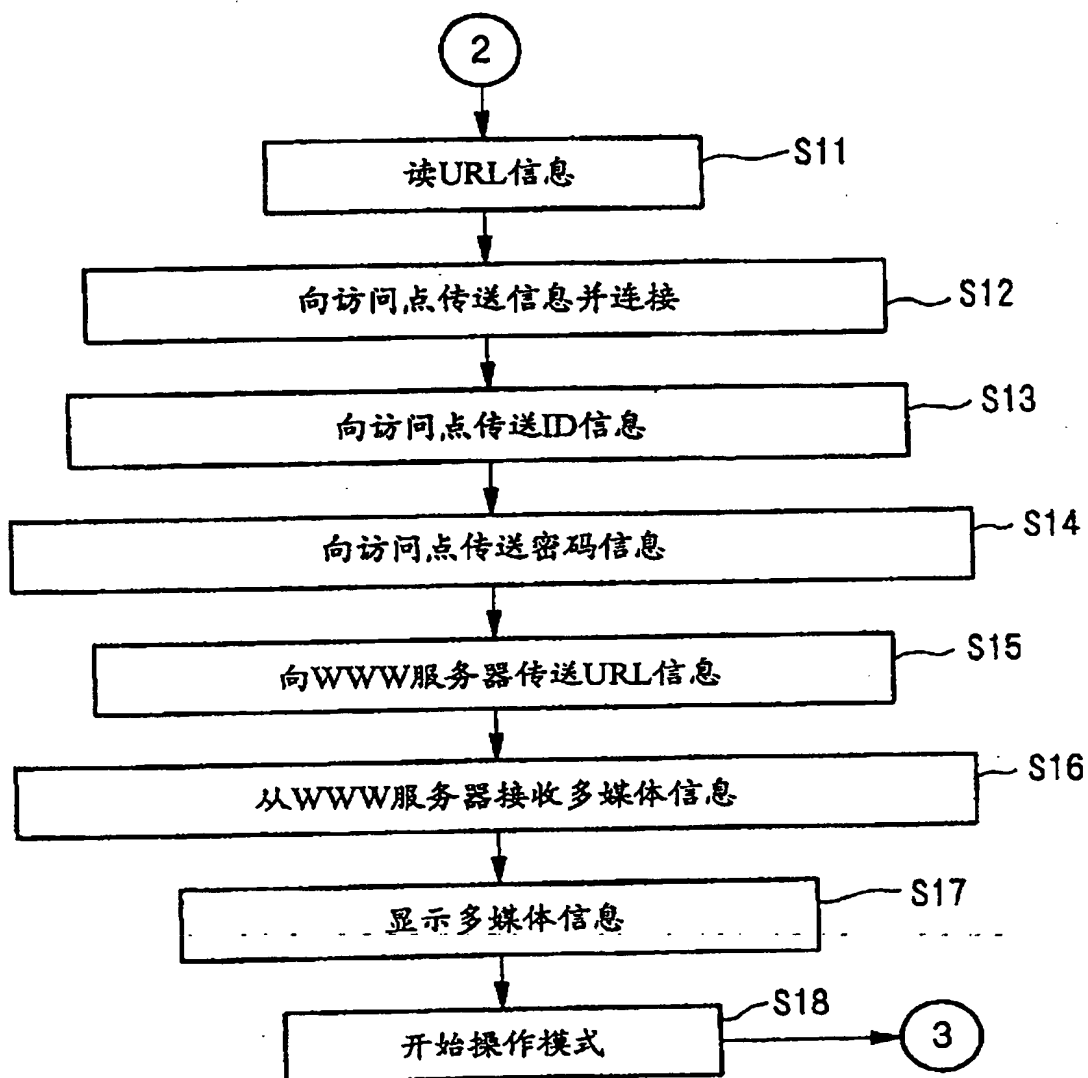 2
读URL信息
S11
向访问点传送信息并连接
S12
向访问点传送ID信息
S13
向访问点传送密码信息
S14
向WWW服务器传送URL信息
S15
从WWW服务器接收多媒体信息
S16
显示多媒体信息
S17
开始操作模式
S18
3